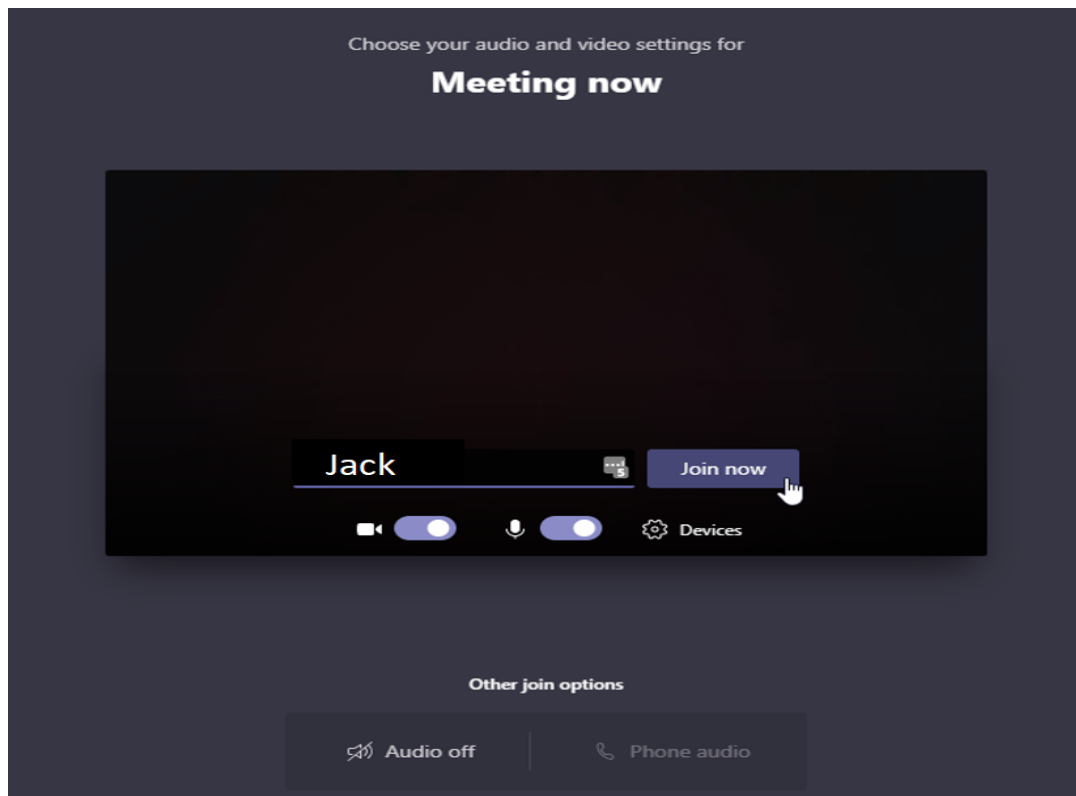 Choose your audio and video settings for
Meeting now
Jack
Join now
Devices
Other join options
Audio off
Phone audio